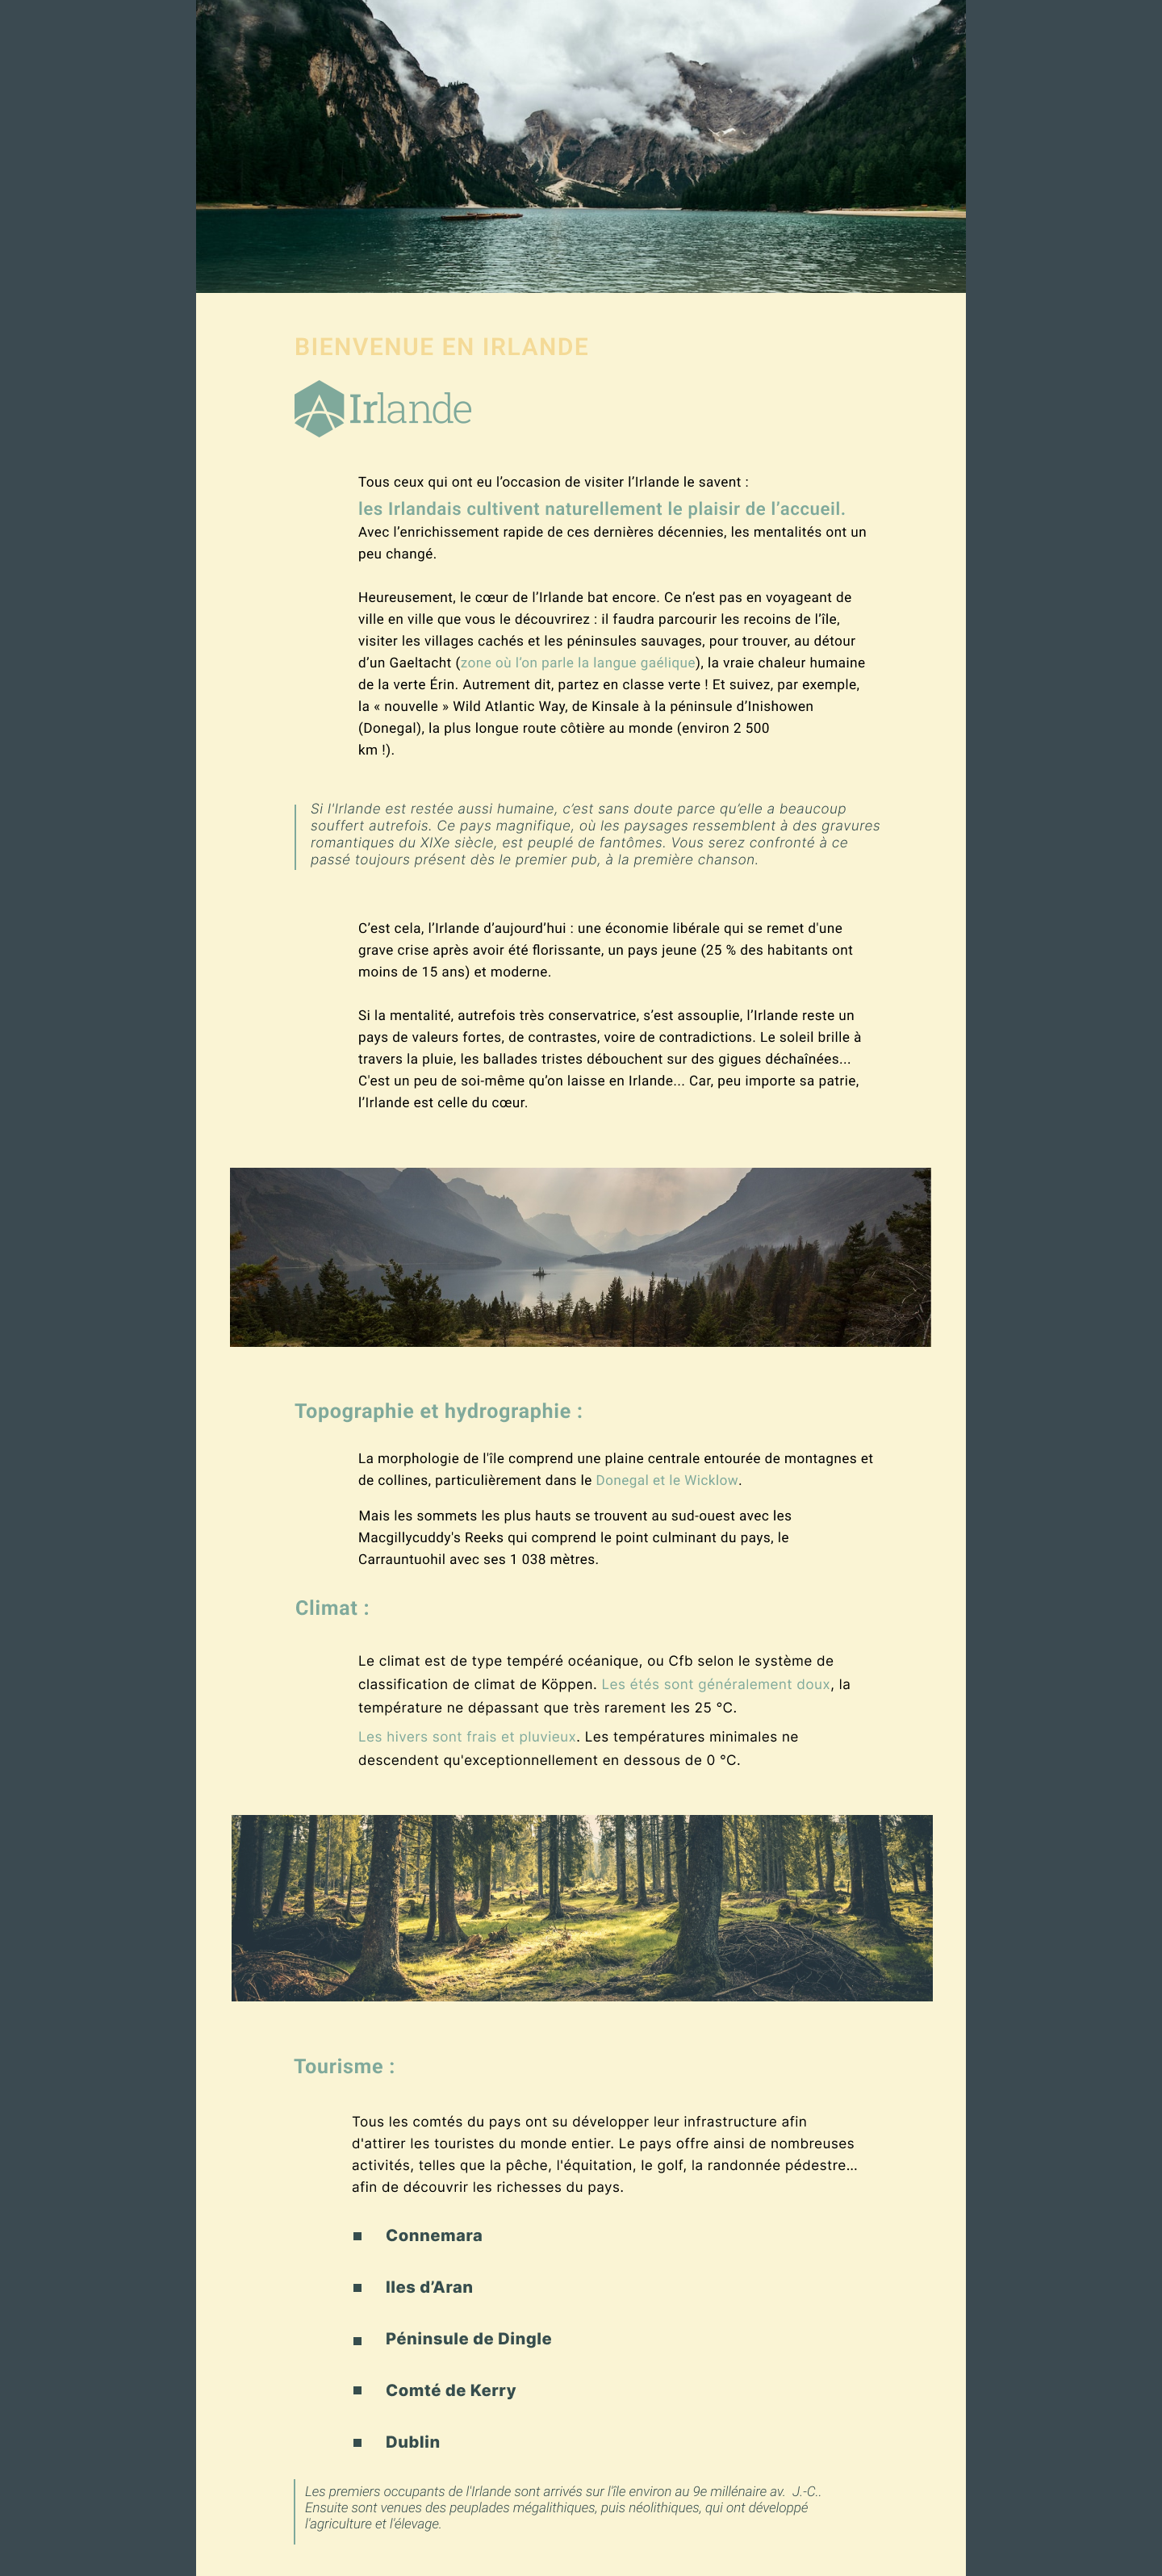 BIENVENUE EN IRLANDE
Irlande
Tous ceux qui ont eu l’occasion de visiter l’Irlande le savent :
les Irlandais cultivent naturellement le plaisir de l’accueil.
Avec l’enrichissement rapide de ces dernières décennies, les mentalités ont un
peu changé.
Heureusement, le cœur de l’Irlande bat encore. Ce n’est pas en voyageant de
ville en ville que vous le découvrirez : il faudra parcourir les recoins de l’île,
visiter les villages cachés et les péninsules sauvages, pour trouver, au détour
d’un Gaeltacht (zone où l’on parle la langue gaélique), la vraie chaleur humaine
de la verte Érin. Autrement dit, partez en classe verte ! Et suivez, par exemple,
la « nouvelle » Wild Atlantic Way, de Kinsale à la péninsule d’Inishowen
(Donegal), la plus longue route côtière au monde (environ 2 500
km !).
Si l'Irlande est restée aussi humaine, c’est sans doute parce qu’elle a beaucoup
souffert autrefois. Ce pays magnifique, où les paysages ressemblent à des gravures
romantiques du XIXe siècle, est peuplé de fantômes. Vous serez confronté à ce
passé toujours présent dès le premier pub, à la première chanson.
C’est cela, l’Irlande d’aujourd’hui : une économie libérale qui se remet d'une
grave crise après avoir été florissante, un pays jeune (25 % des habitants ont
moins de 15 ans) et moderne.
Si la mentalité, autrefois très conservatrice, s’est assouplie, l’Irlande reste un
pays de valeurs fortes, de contrastes, voire de contradictions. Le soleil brille à
travers la pluie, les ballades tristes débouchent sur des gigues déchaînées...
C'est un peu de soi-même qu’on laisse en Irlande... Car, peu importe sa patrie,
l’Irlande est celle du cœur.
Topographie et hydrographie :
La morphologie de l'île comprend une plaine centrale entourée de montagnes et
de collines, particulièrement dans le Donegal et le Wicklow.
Mais les sommets les plus hauts se trouvent au sud-ouest avec les
Macgillycuddy's Reeks qui comprend le point culminant du pays, le
Carrauntuohil avec ses 1 038 mètres.
Climat :
Le climat est de type tempéré océanique, ou Cfb selon le système de
classification de climat de Köppen. Les étés sont généralement doux, la
température ne dépassant que très rarement les 25 °C.
Les hivers sont frais et pluvieux. Les températures minimales ne
descendent qu'exceptionnellement en dessous de 0 °C.
Tourisme :
Tous les comtés du pays ont su développer leur infrastructure afin
d'attirer les touristes du monde entier. Le pays offre ainsi de nombreuses
activités, telles que la pêche, l'équitation, le golf, la randonnée pédestre...
afin de découvrir les richesses du pays.
Connemara
Iles d’Aran
Péninsule de Dingle
Comté de Kerry
Dublin
Les premiers occupants de l'Irlande sont arrivés sur l'île environ au 9e millénaire av. J.-C..
Ensuite sont venues des peuplades mégalithiques, puis néolithiques, qui ont développé
l'agriculture et l'élevage.